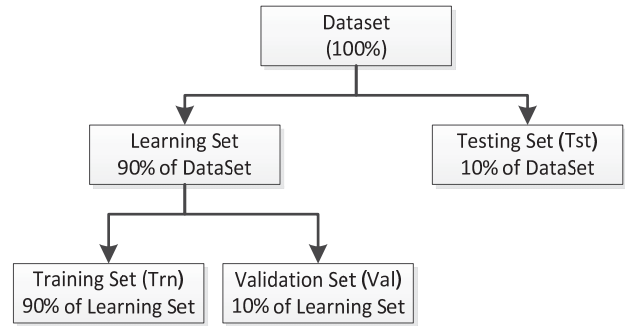 Dataset
(100%)
Learning Set
90% of DataSet
Testing Set (Tst)
10% of DataSet
Training Set (Trn)
90% of Learning Set
Validation Set (Val)
10% of Learning Set